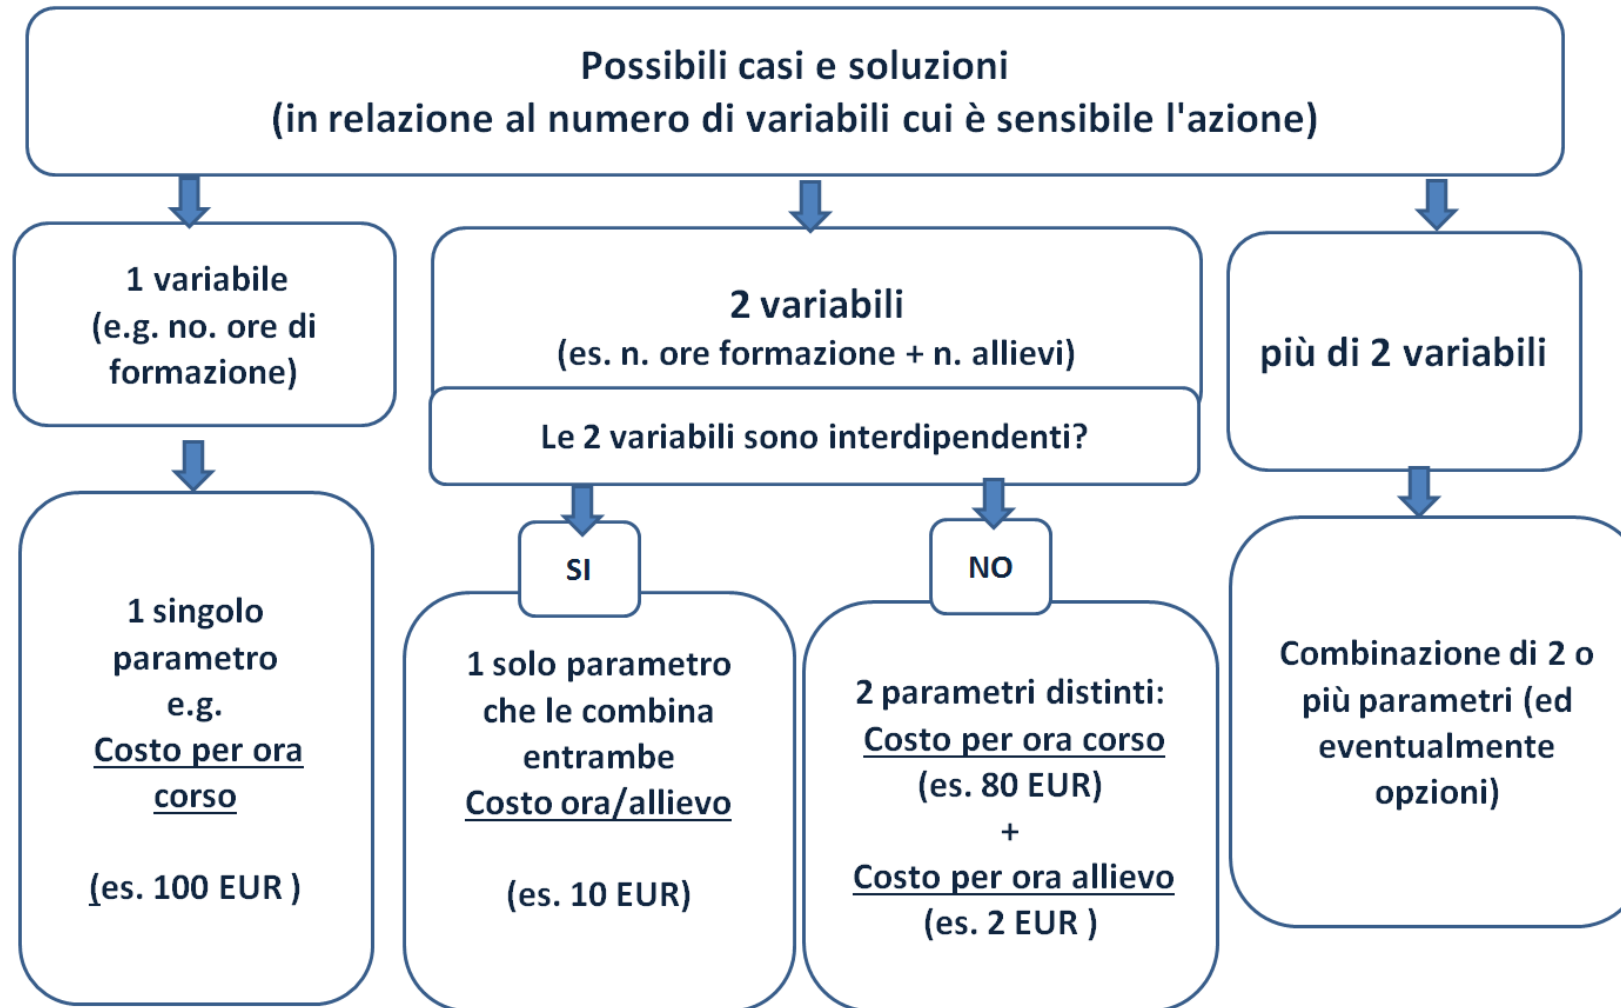 Possibili casi e soluzioni
(in relazione al numero di variabili cui è sensibile l'azione)
1 variabile
(e.g. no. ore di
formazione)
2 variabili
(es. n. ore formazione + n. allievi)
Le 2 variabili sono interdipendenti?
più di 2 variabili
1 singolo
parametro
e.g.
Costo per ora
corso
(es. 100 EUR )
SI
1 solo parametro
che le combina
entrambe
Costo ora/allievo
(es. 10 EUR)
NO
2 parametri distinti:
Costo per ora corso
(es. 80 EUR)
+
Costo per ora allievo
(es. 2 EUR )
Combinazione di 2 o
più parametri (ed
eventualmente
opzioni)